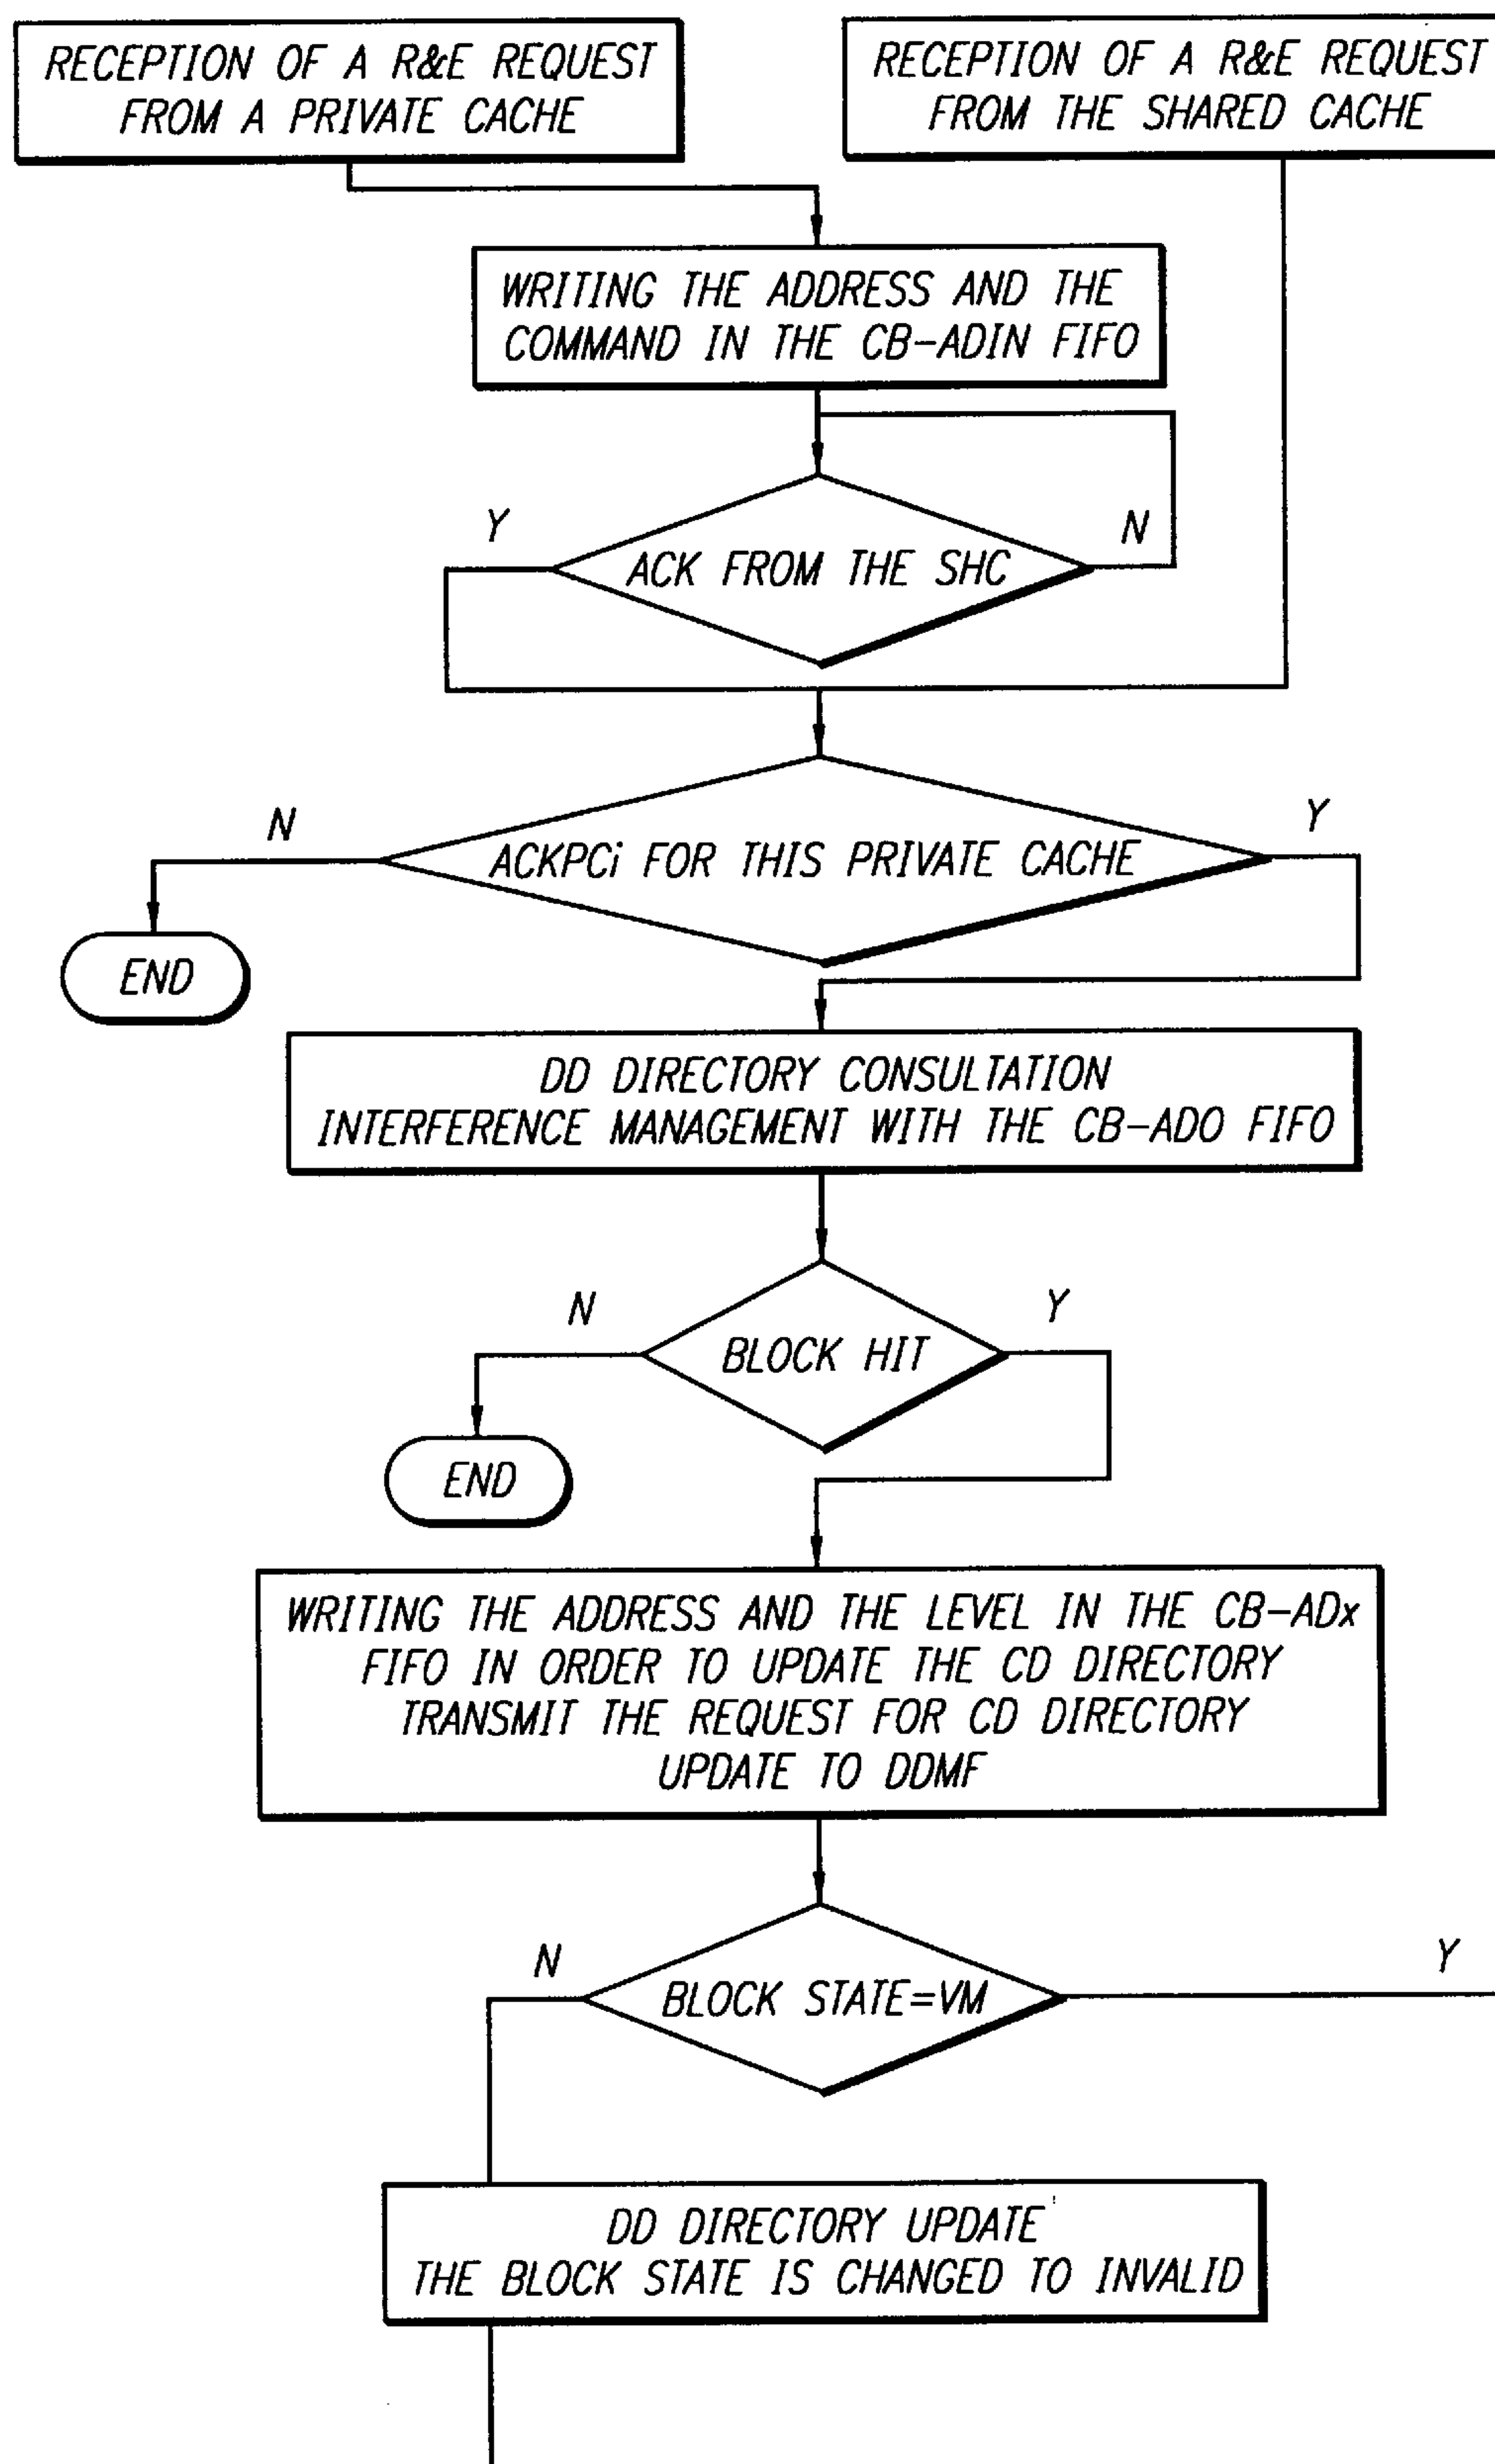 RECEPTION OF A R&E REQUEST
FROM A PRIVATE CACHE
RECEPTION OF A R&E REQUEST
FROM THE SHARED CACHE
WRITING THE ADDRESS AND THE
COMMAND IN THE CB-ADIN FIFO
Y
N
ACK FROM THE SHC
N
Y
ACKPCi FOR THIS PRIVATE CACHE
END
DD DIRECTORY CONSULTATION
INTERFERENCE MANAGEMENT WITH THE CB-ADO FIFO
N
Y
BLOCK HIT
END
WRITING THE ADDRESS AND THE LEVEL IN THE CB-ADx
FIFO IN ORDER TO UPDATE THE CD DIRECTORY
TRANSMIT THE REQUEST FOR CD DIRECTORY
UPDATE TO DDMF
N
Y
BLOCK STATE=VM
DD DIRECTORY UPDATE
THE BLOCK STATE IS CHANGED TO INVALID